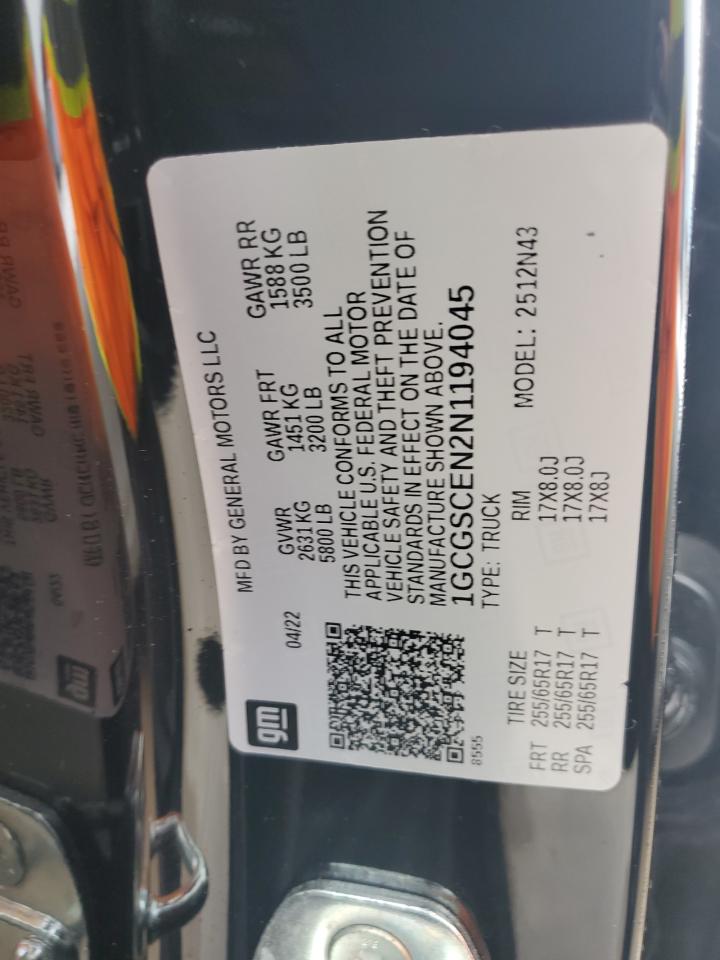 gm
MFD BY GENERAL MOTORS LLC
04/22
GVWR GAWR FRT GAWR RR
2631 KG 1451 KG 1588 KG
5800 LB 3200 LB 3500 LB
THIS VEHICLE CONFORMS TO ALL
APPLICABLE U.S. FEDERAL MOTOR
VEHICLE SAFETY AND THEFT PREVENTION
STANDARDS IN EFFECT ON THE DATE OF
MANUFACTURE SHOWN ABOVE.
1GCGSCEN2N1194045
8555
TYPE: TRUCK
TIRE SIZE RIM MODEL: 2512N43
FRT 255/65R17 T 17X8.0J
RR 255/65R17 T 17X8.0J
SPA 255/65R17 T 17X8J